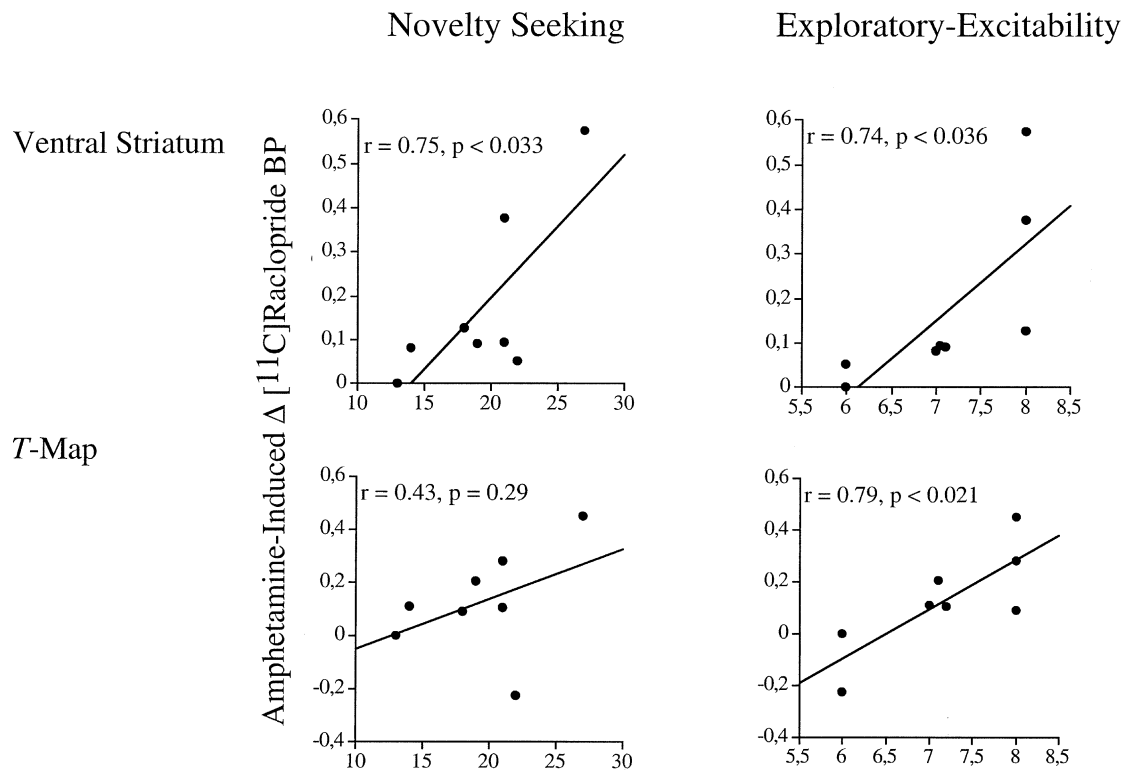 Novelty Seeking
Exploratory-Excitability
Ventral Striatum
T-Map
Amphetamine-Induced Δ [11C]Raclopride BP
r = 0.75, p < 0.033
0,6
0,5
0,4
0,3
0,2
0,1
0
10 15 20 25 30
r = 0.74, p < 0.036
0,6
0,5
0,4
0,3
0,2
0,1
0
5,5 6 6,5 7 7,5 8 8,5
r = 0.43, p = 0.29
0,6
0,4
0,2
0
-0,2
-0,4
10 15 20 25 30
r = 0.79, p < 0.021
0,6
0,4
0,2
0
-0,2
-0,4
5,5 6 6,5 7 7,5 8 8,5